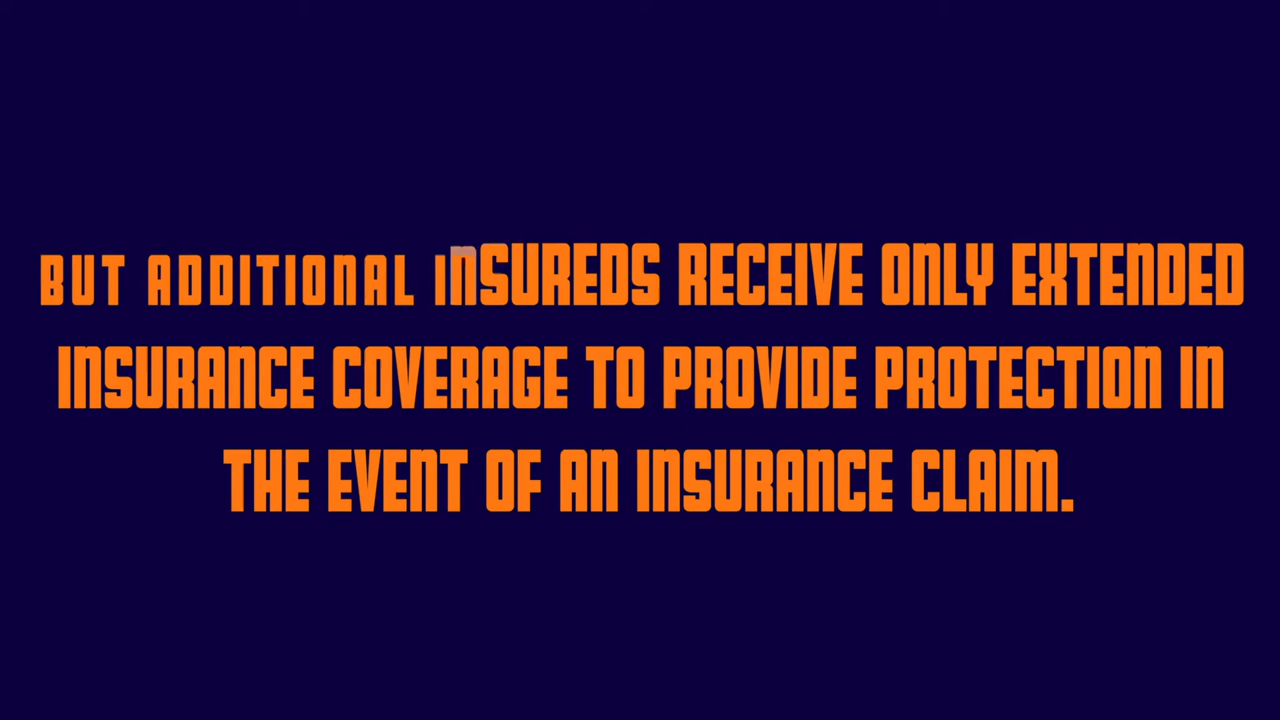 BUT ADDITIONAL INSUREDS RECEIVE ONLY EXTENDED
INSURANCE COVERAGE TO PROVIDE PROTECTION IN
THE EVENT OF AN INSURANCE CLAIM.